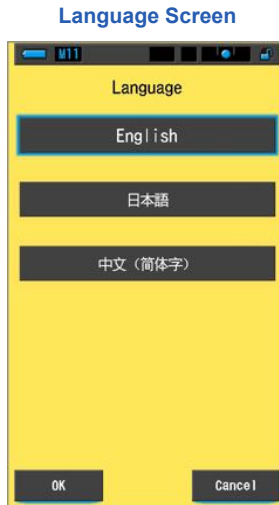 Language Screen
M11
Language
English
日本語
中文（简体字）
OK
Cancel